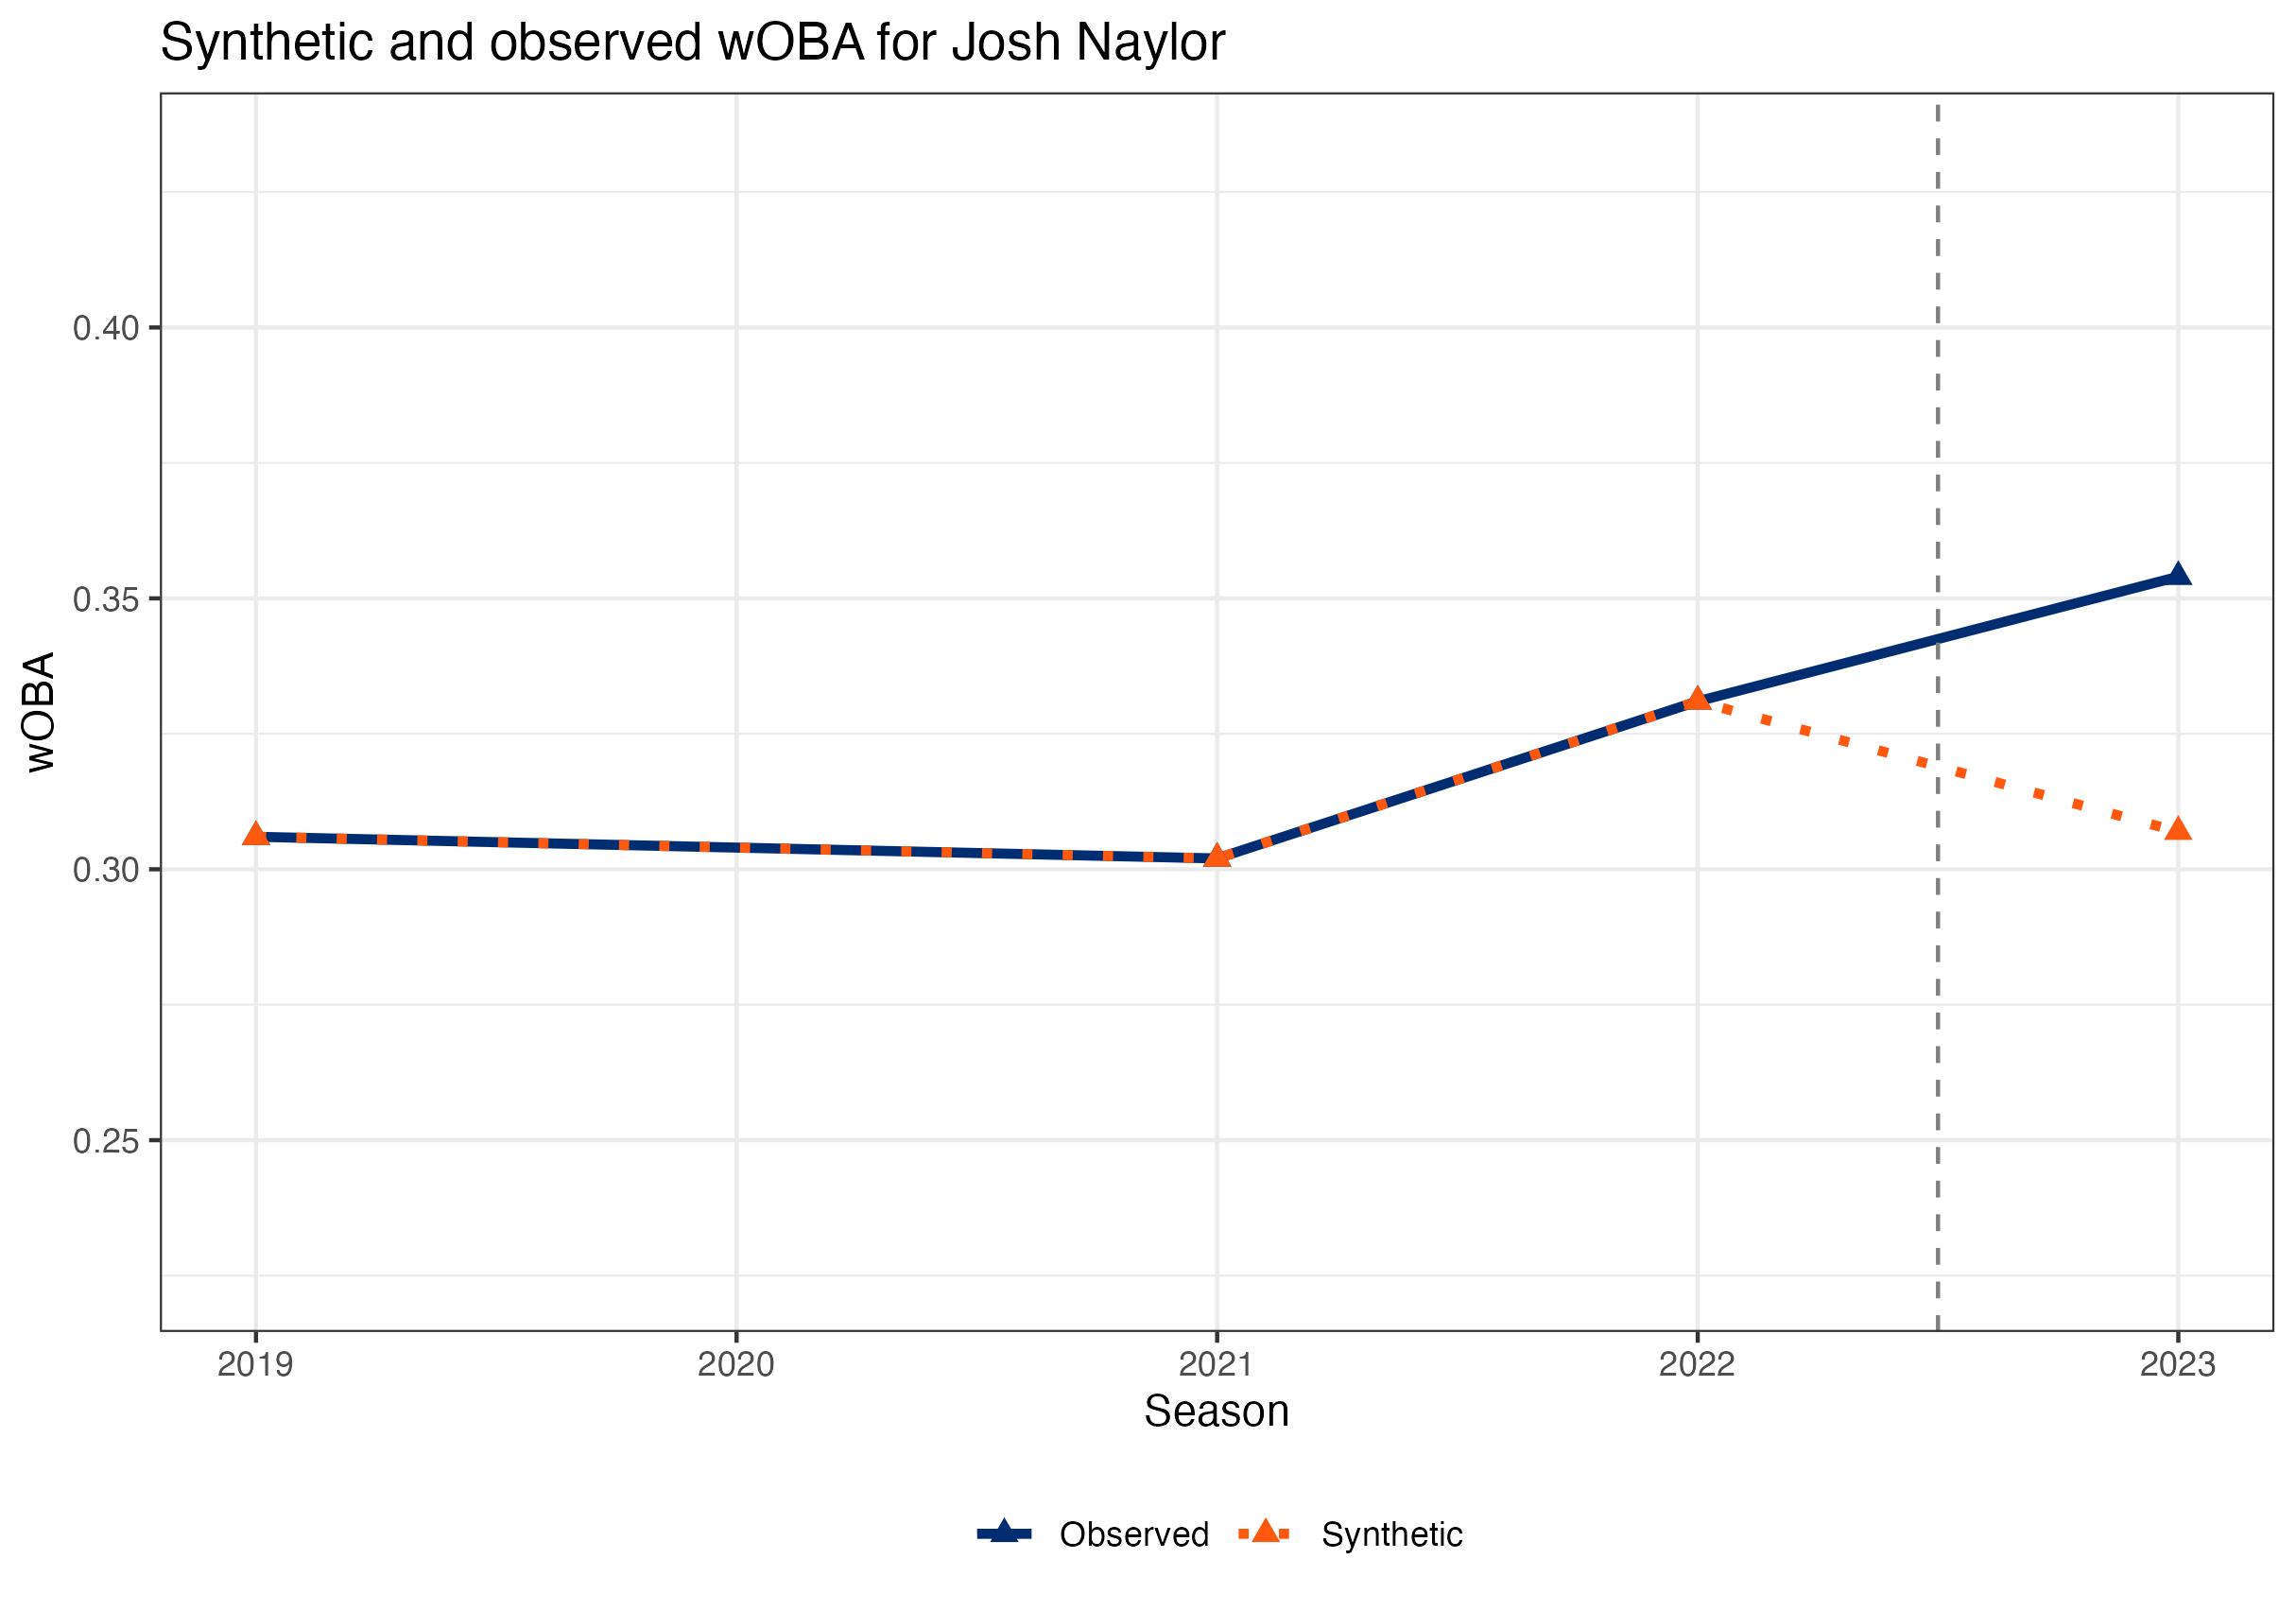 Synthetic and observed wOBA for Josh Naylor
wOBA
0.40
0.35
0.30
0.25
2019 2020 2021 2022 2023
Season
Observed Synthetic